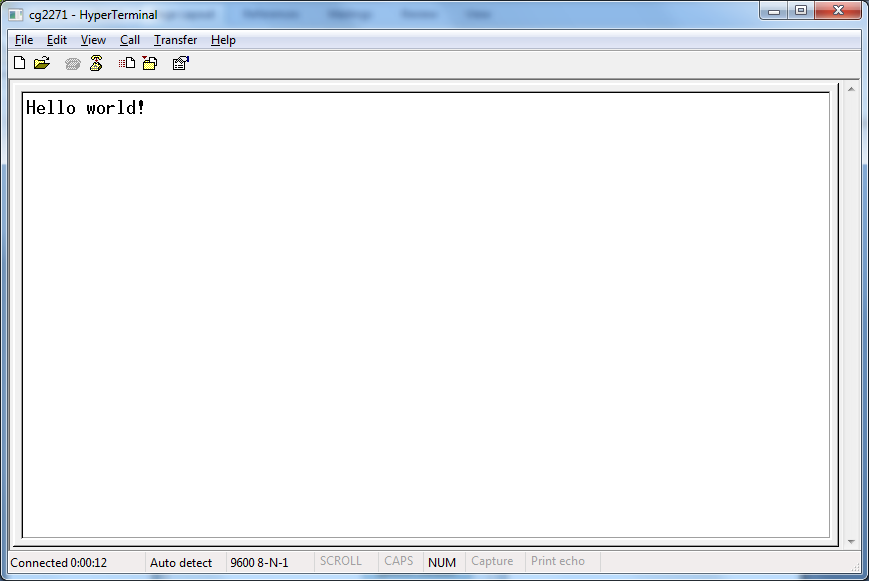 cg2271 - HyperTerminal
File Edit View Call Transfer Help
Hello world!
Connected 0:00:12 Auto detect 9600 8-N-1 SCROLL CAPS NUM Capture Print echo